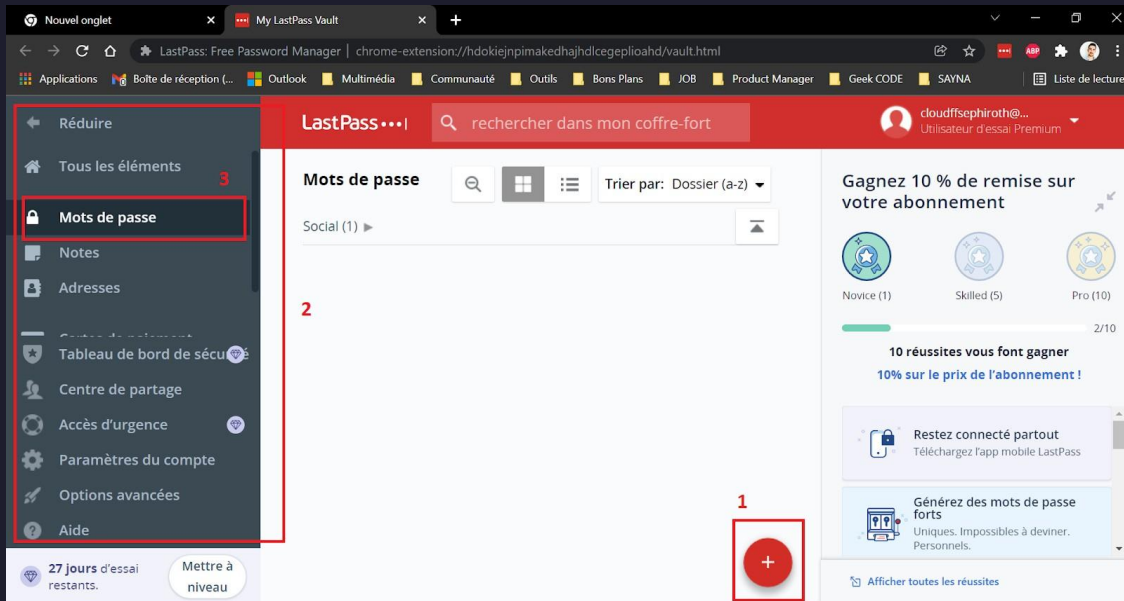 Nouvel onglet
My LastPass Vault
LastPass: Free Password Manager | chrome-extension://hdokiejnpimakedhajhdlcegeplioahd/vault.html
ABP
Applications
Boîte de réception (...
Outlook
Multimédia
Communauté
Outils
Bons Plans
JOB
Product Manager
Geek CODE
SAYNA
Liste de lecture
Réduire
Tous les éléments
3
Mots de passe
Notes
Adresses
2
Cartes de paiement
Tableau de bord de sécurité
Centre de partage
Accès d'urgence
Paramètres du compte
Options avancées
Aide
27 jours d'essai
restants.
Mettre à
niveau
LastPass
rechercher dans mon coffre-fort
cloudffsephiroth@...
Utilisateur d'essai Premium
Mots de passe
Trier par: Dossier (a-z)
Social (1)
1
+
Gagnez 10 % de remise sur
votre abonnement
Novice (1)
Skilled (5)
Pro (10)
2/10
10 réussites vous font gagner
10% sur le prix de l'abonnement !
Restez connecté partout
Téléchargez l'app mobile LastPass
Générez des mots de passe
forts
Uniques. Impossibles à deviner.
Personnels.
Afficher toutes les réussites